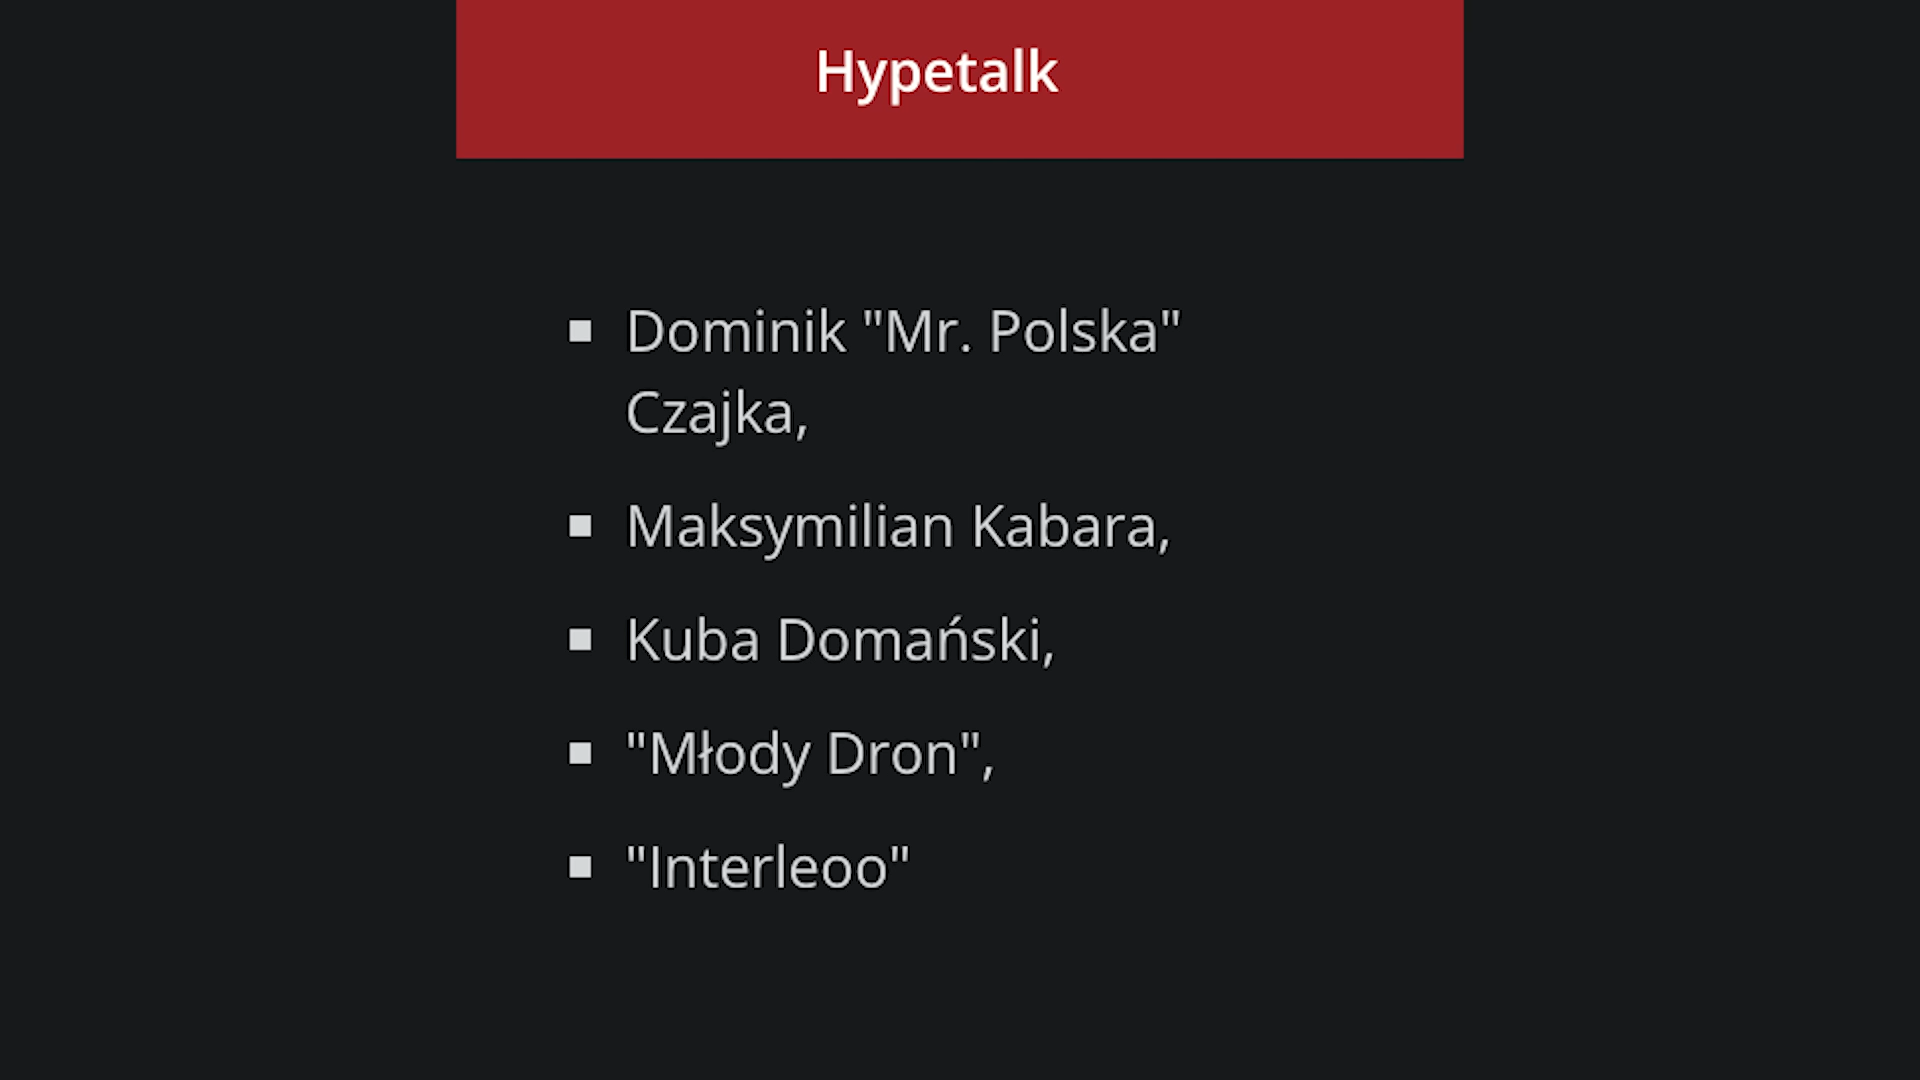 Hypetalk
Dominik "Mr. Polska"
Czajka,
Maksymilian Kabara,
Kuba Domański,
"Młody Dron",
"Interleoo"